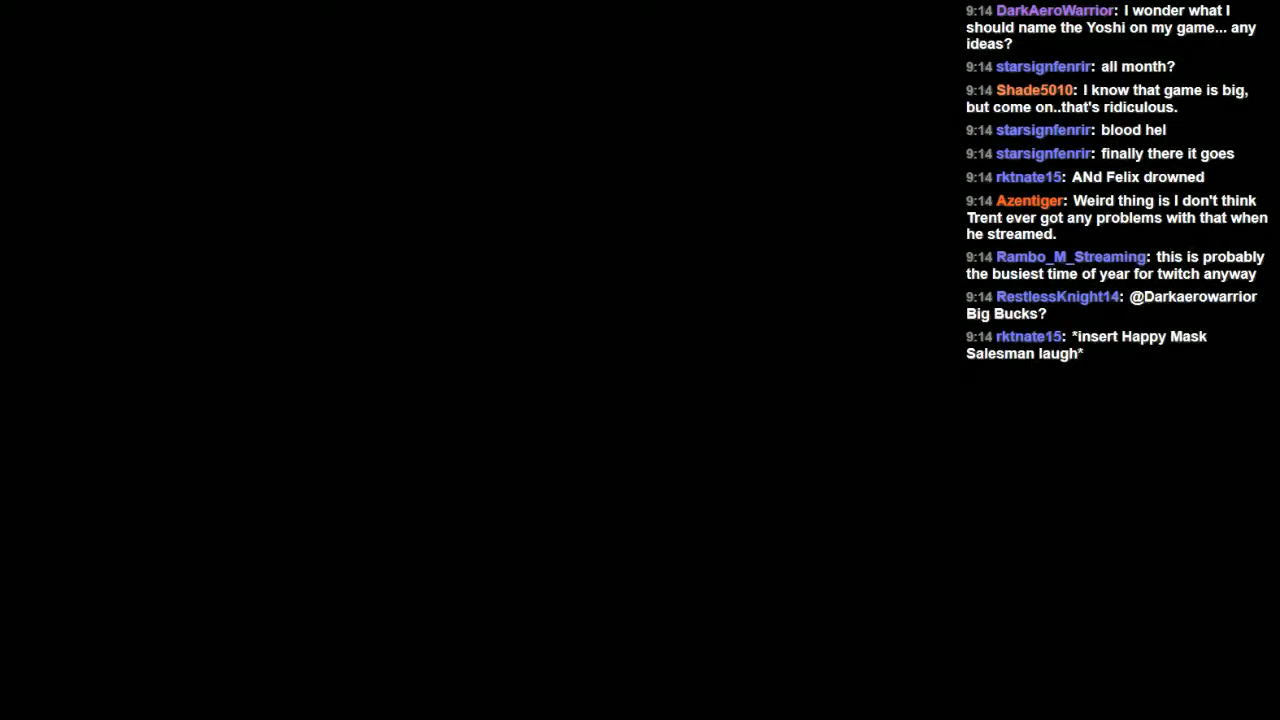 9:14 DarkAeroWarrior: I wonder what I
should name the Yoshi on my game... any
ideas?
9:14 starsignfenrir: all month?
9:14 Shade5010: I know that game is big,
but come on..that's ridiculous.
9:14 starsignfenrir: blood hel
9:14 starsignfenrir: finally there it goes
9:14 rktnate15: ANd Felix drowned
9:14 Azentiger: Weird thing is I don't think
Trent ever got any problems with that when
he streamed.
9:14 Rambo_M_Streaming: this is probably
the busiest time of year for twitch anyway
9:14 RestlessKnight14: @Darkaerowarrior
Big Bucks?
9:14 rktnate15: *insert Happy Mask
Salesman laugh*